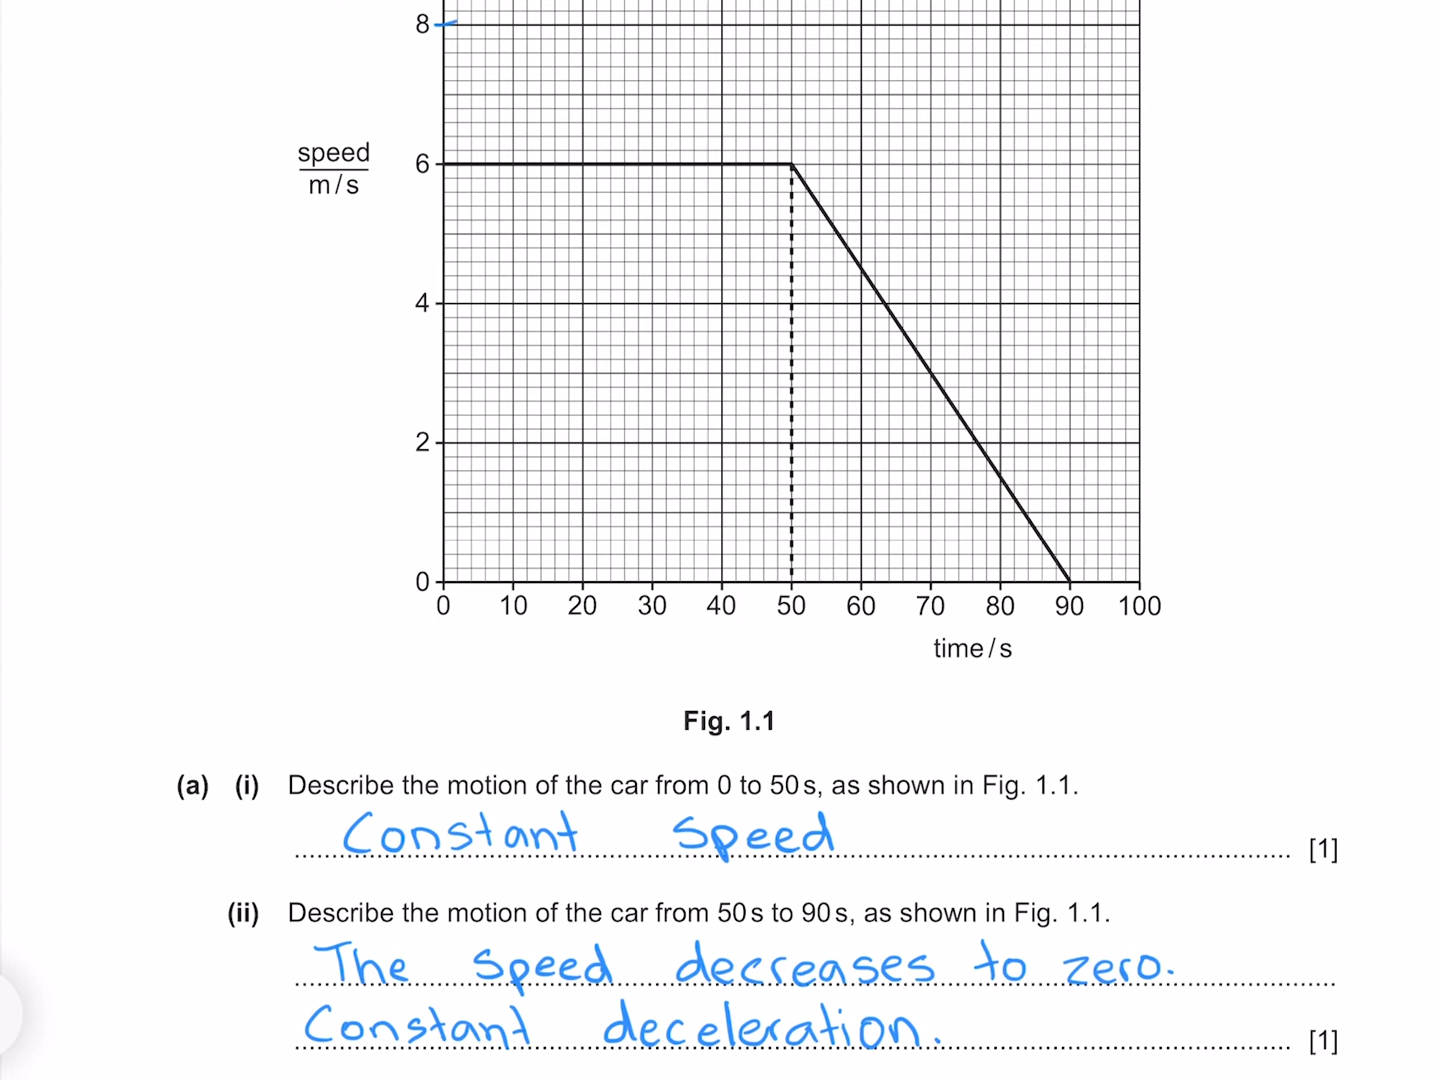 8
speed
m/s
6
4
2
0
0 10 20 30 40 50 60 70 80 90 100
time/s
Fig. 1.1
(a) (i) Describe the motion of the car from 0 to 50 s, as shown in Fig. 1.1.
Constant Speed
[1]
(ii) Describe the motion of the car from 50 s to 90 s, as shown in Fig. 1.1.
The speed decreases to zero.
Constant deceleration.
[1]